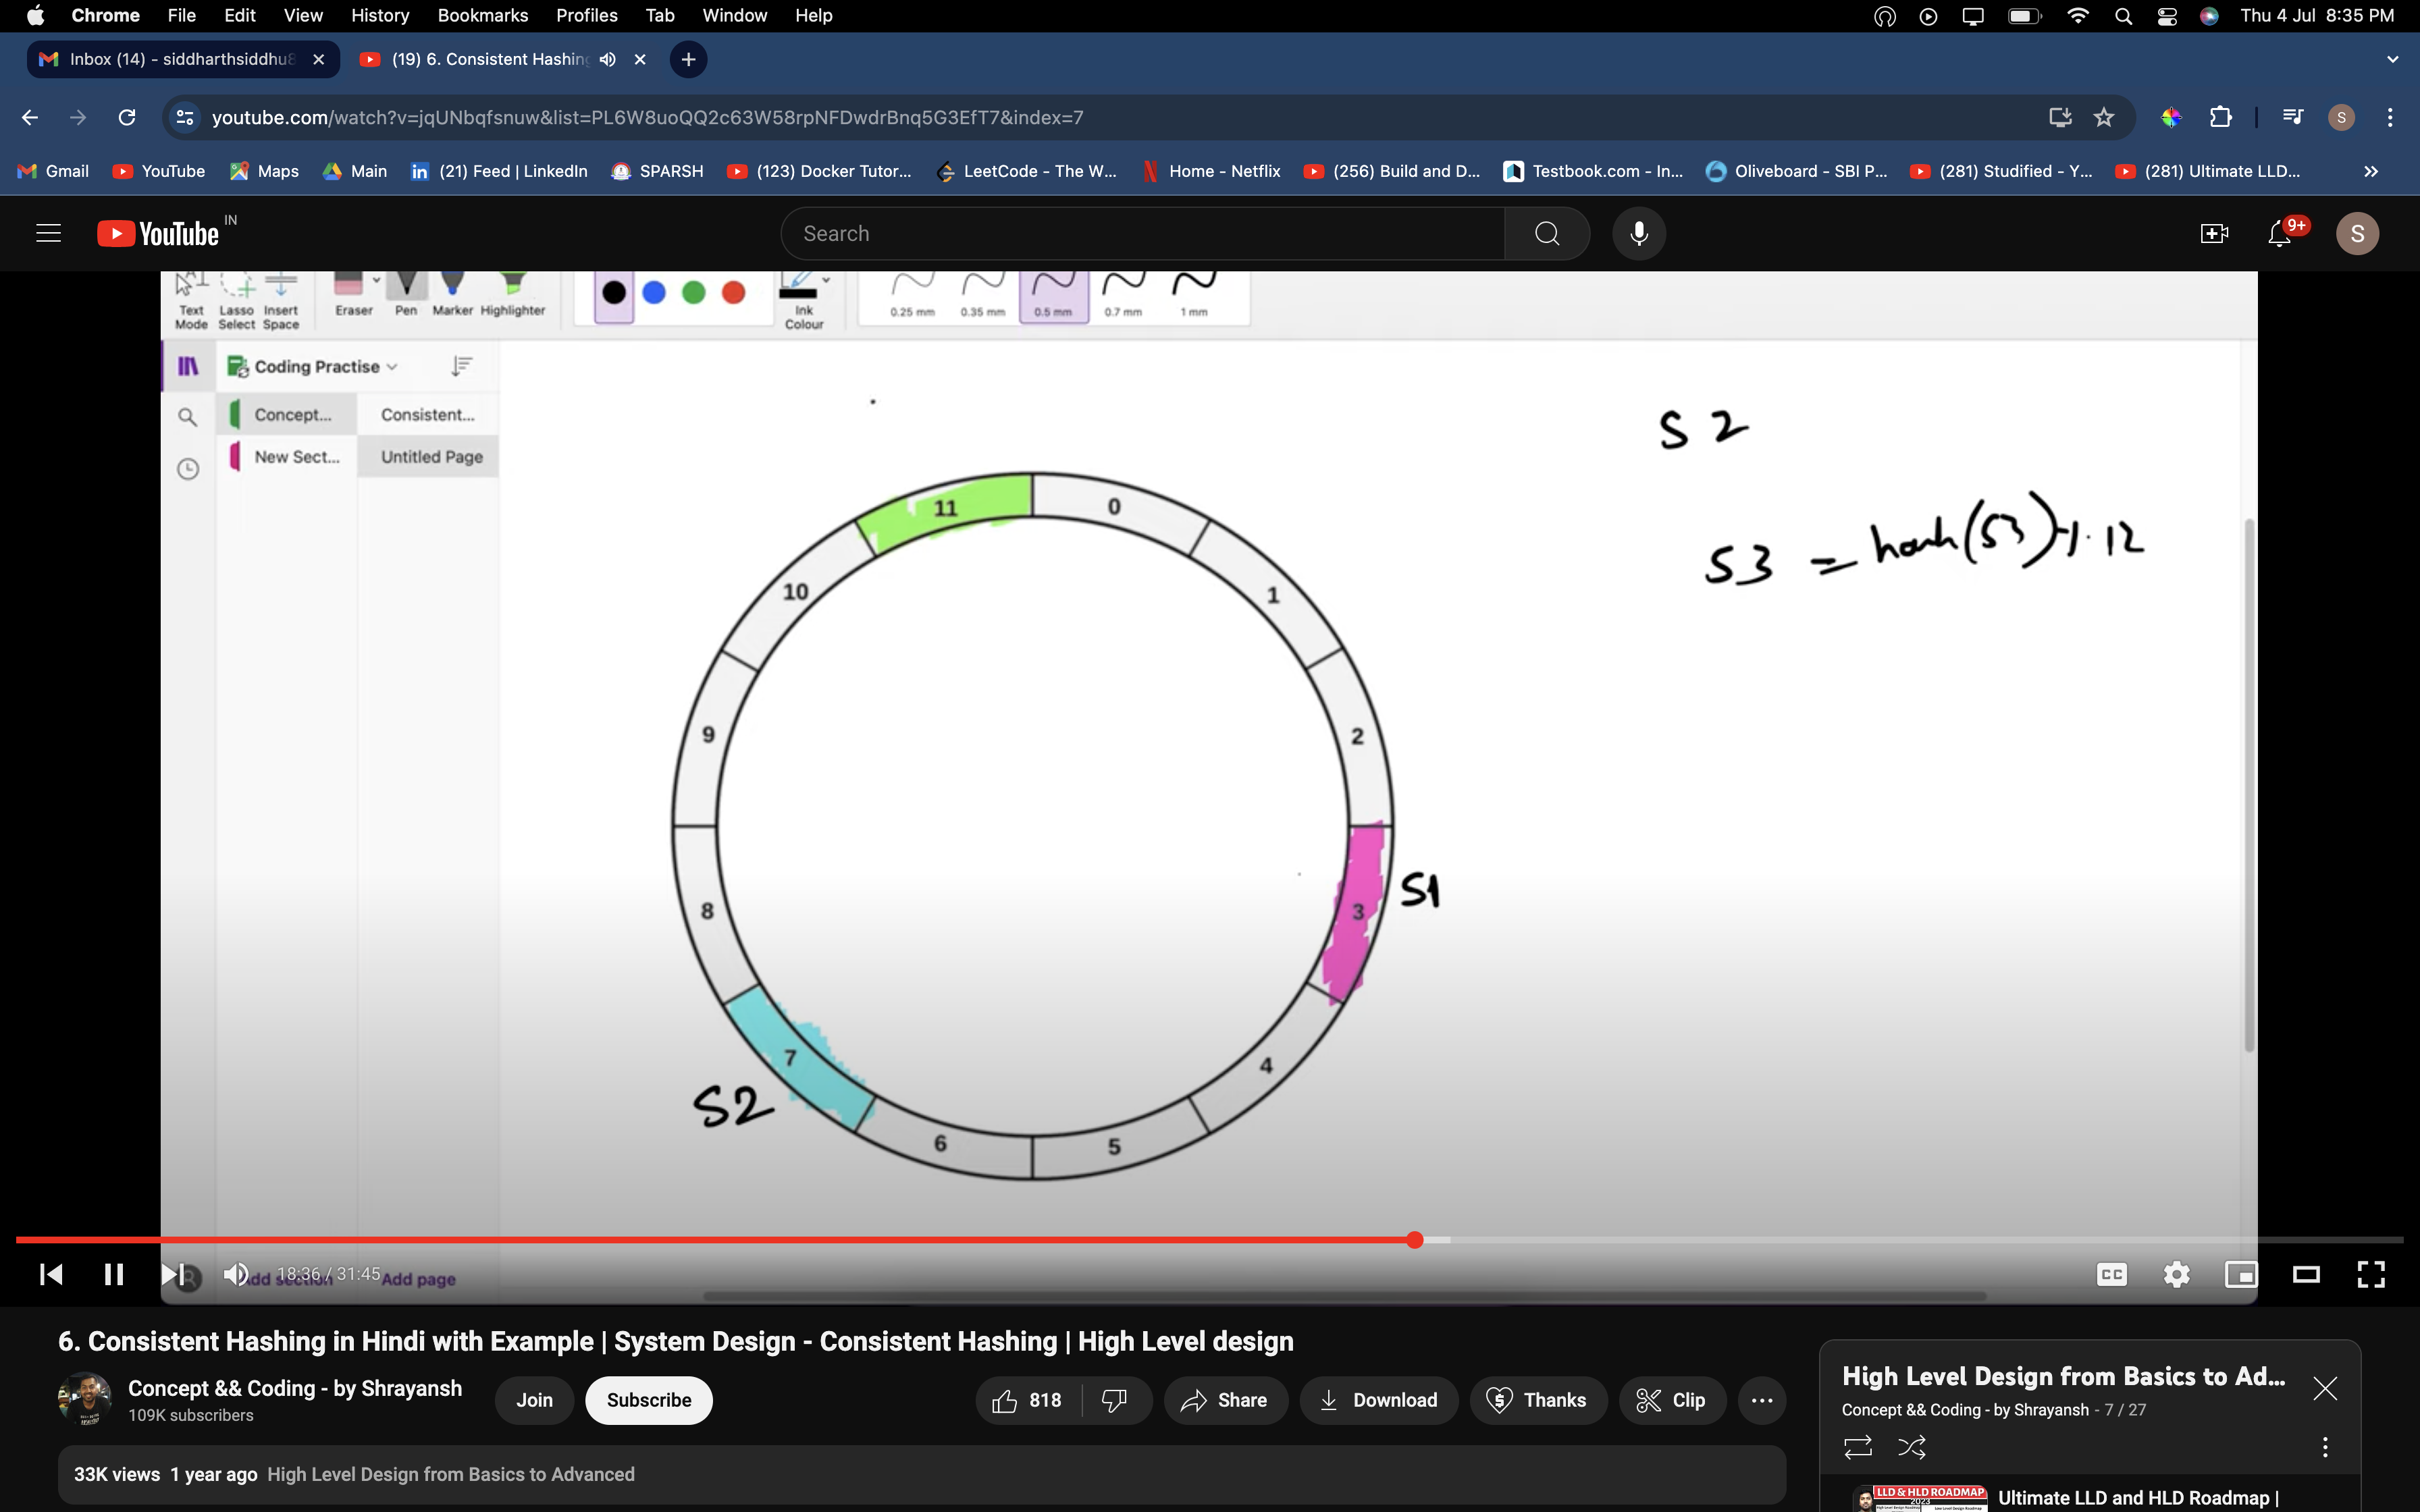 Chrome File Edit View History Bookmarks Profiles Tab Window Help Thu 4 Jul 8:35 PM
Inbox (14) - siddharthsiddhu8 (19) 6. Consistent Hashing
youtube.com/watch?v=jqUNbqfsnuw&list=PL6W8uoQQ2c63W58rpNFDwdrBnq5G3EfT7&index=7 S
Gmail YouTube Maps Main (21) Feed | LinkedIn SPARSH (123) Docker Tutor... LeetCode - The W... Home - Netflix (256) Build and D... Testbook.com - In... Oliveboard - SBI P... (281) Studified - Y... (281) Ultimate LLD...
YouTube IN Search 9+ S
Text Mode Lasso Select Insert Space Eraser Pen Marker Highlighter Ink Colour 0.25 mm 0.35 mm 0.5 mm 0.7 mm 1 mm
Coding Practise
Concept... Consistent...
New Sect... Untitled Page
S 2
S3 = hash(S3) % 12
11 0
10 1
9 2
8 3 S1
7 4
S2
6 5
18:36 / 31:45 Add section Add page CC
6. Consistent Hashing in Hindi with Example | System Design - Consistent Hashing | High Level design
Concept && Coding - by Shrayansh
109K subscribers
Join Subscribe 818 Share Download Thanks Clip
33K views 1 year ago High Level Design from Basics to Advanced
High Level Design from Basics to Ad...
Concept && Coding - by Shrayansh - 7 / 27
LLD & HLD ROADMAP
2023
Ultimate LLD and HLD Roadmap |